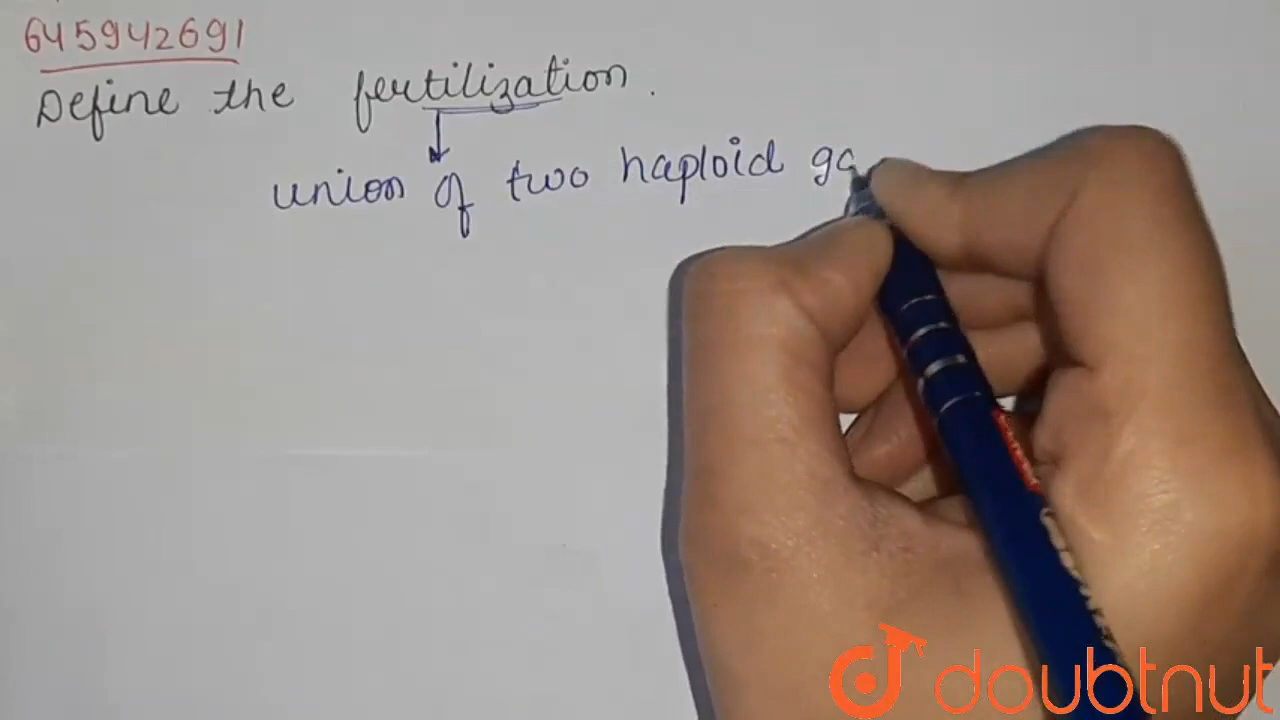 645942691
Define the fertilization.
union of two haploid ga
doubtnut